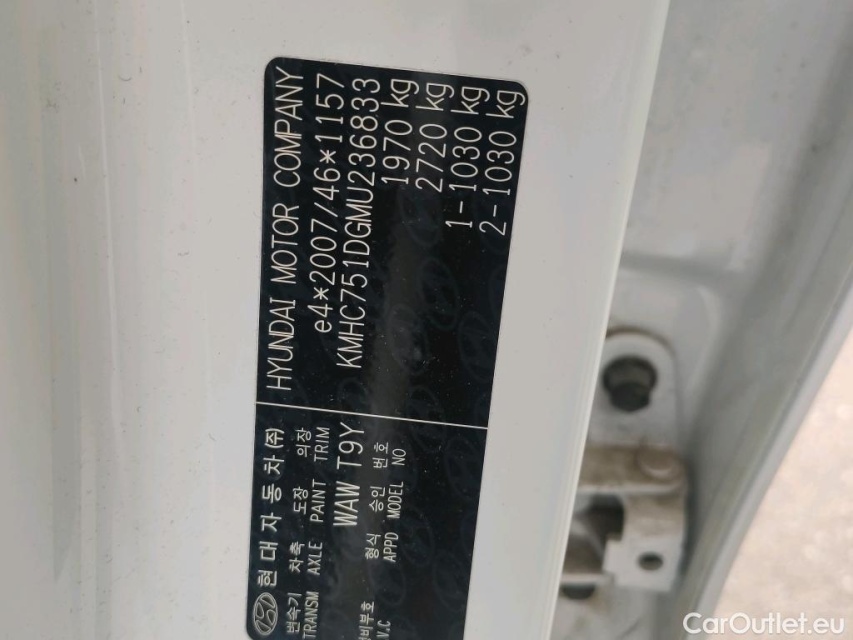 HYUNDAI MOTOR COMPANY
e4*2007/46*1157
KMHC751DGMU236833
1970 kg
2720 kg
1-1030 kg
2-1030 kg
현대자동차(주)
변속기 차축 도장 의장
TRANSM AXLE PAINT TRIM
WAW T9Y
형식 승인 번호
APPD MODEL NO
V.C
CarOutlet.eu